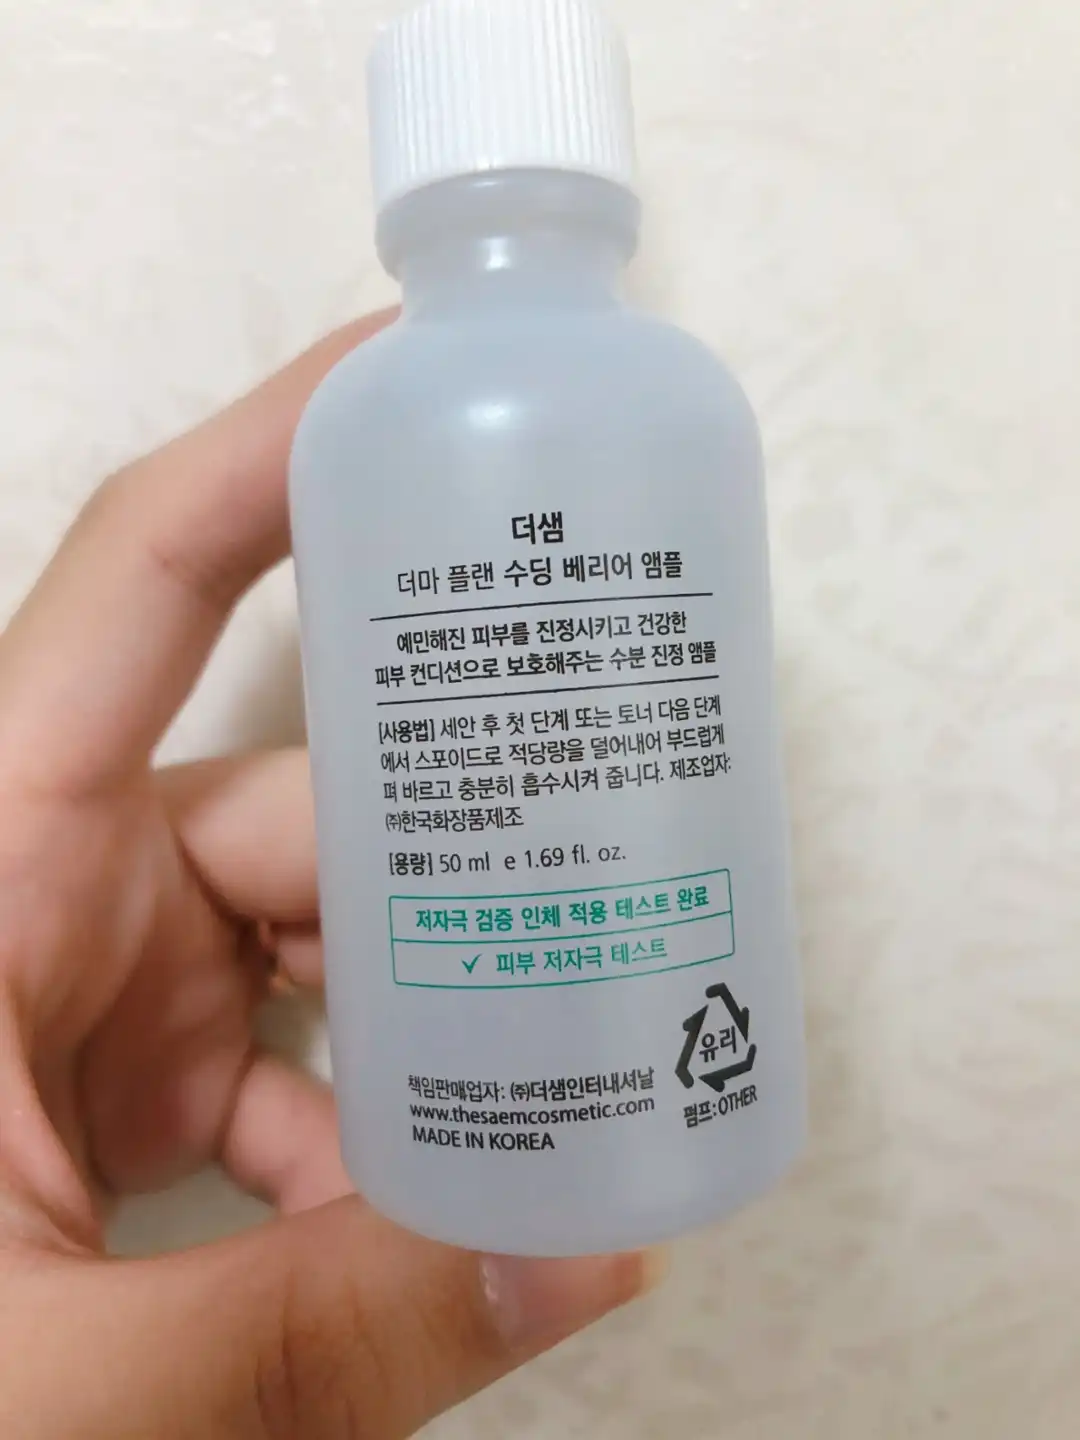 더샘
더마 플랜 수딩 베리어 앰플
예민해진 피부를 진정시키고 건강한
피부 컨디션으로 보호해주는 수분 진정 앰플
[사용법] 세안 후 첫 단계 또는 토너 다음 단계
에서 스포이드로 적당량을 덜어내어 부드럽게
펴 바르고 충분히 흡수시켜 줍니다. 제조업자:
㈜한국화장품제조
[용량] 50 ml e 1.69 fl. oz.
저자극 검증 인체 적용 테스트 완료
✓ 피부 저자극 테스트
유리
펌프:OTHER
책임판매업자: ㈜더샘인터내셔날
www.thesaemcosmetic.com
MADE IN KOREA